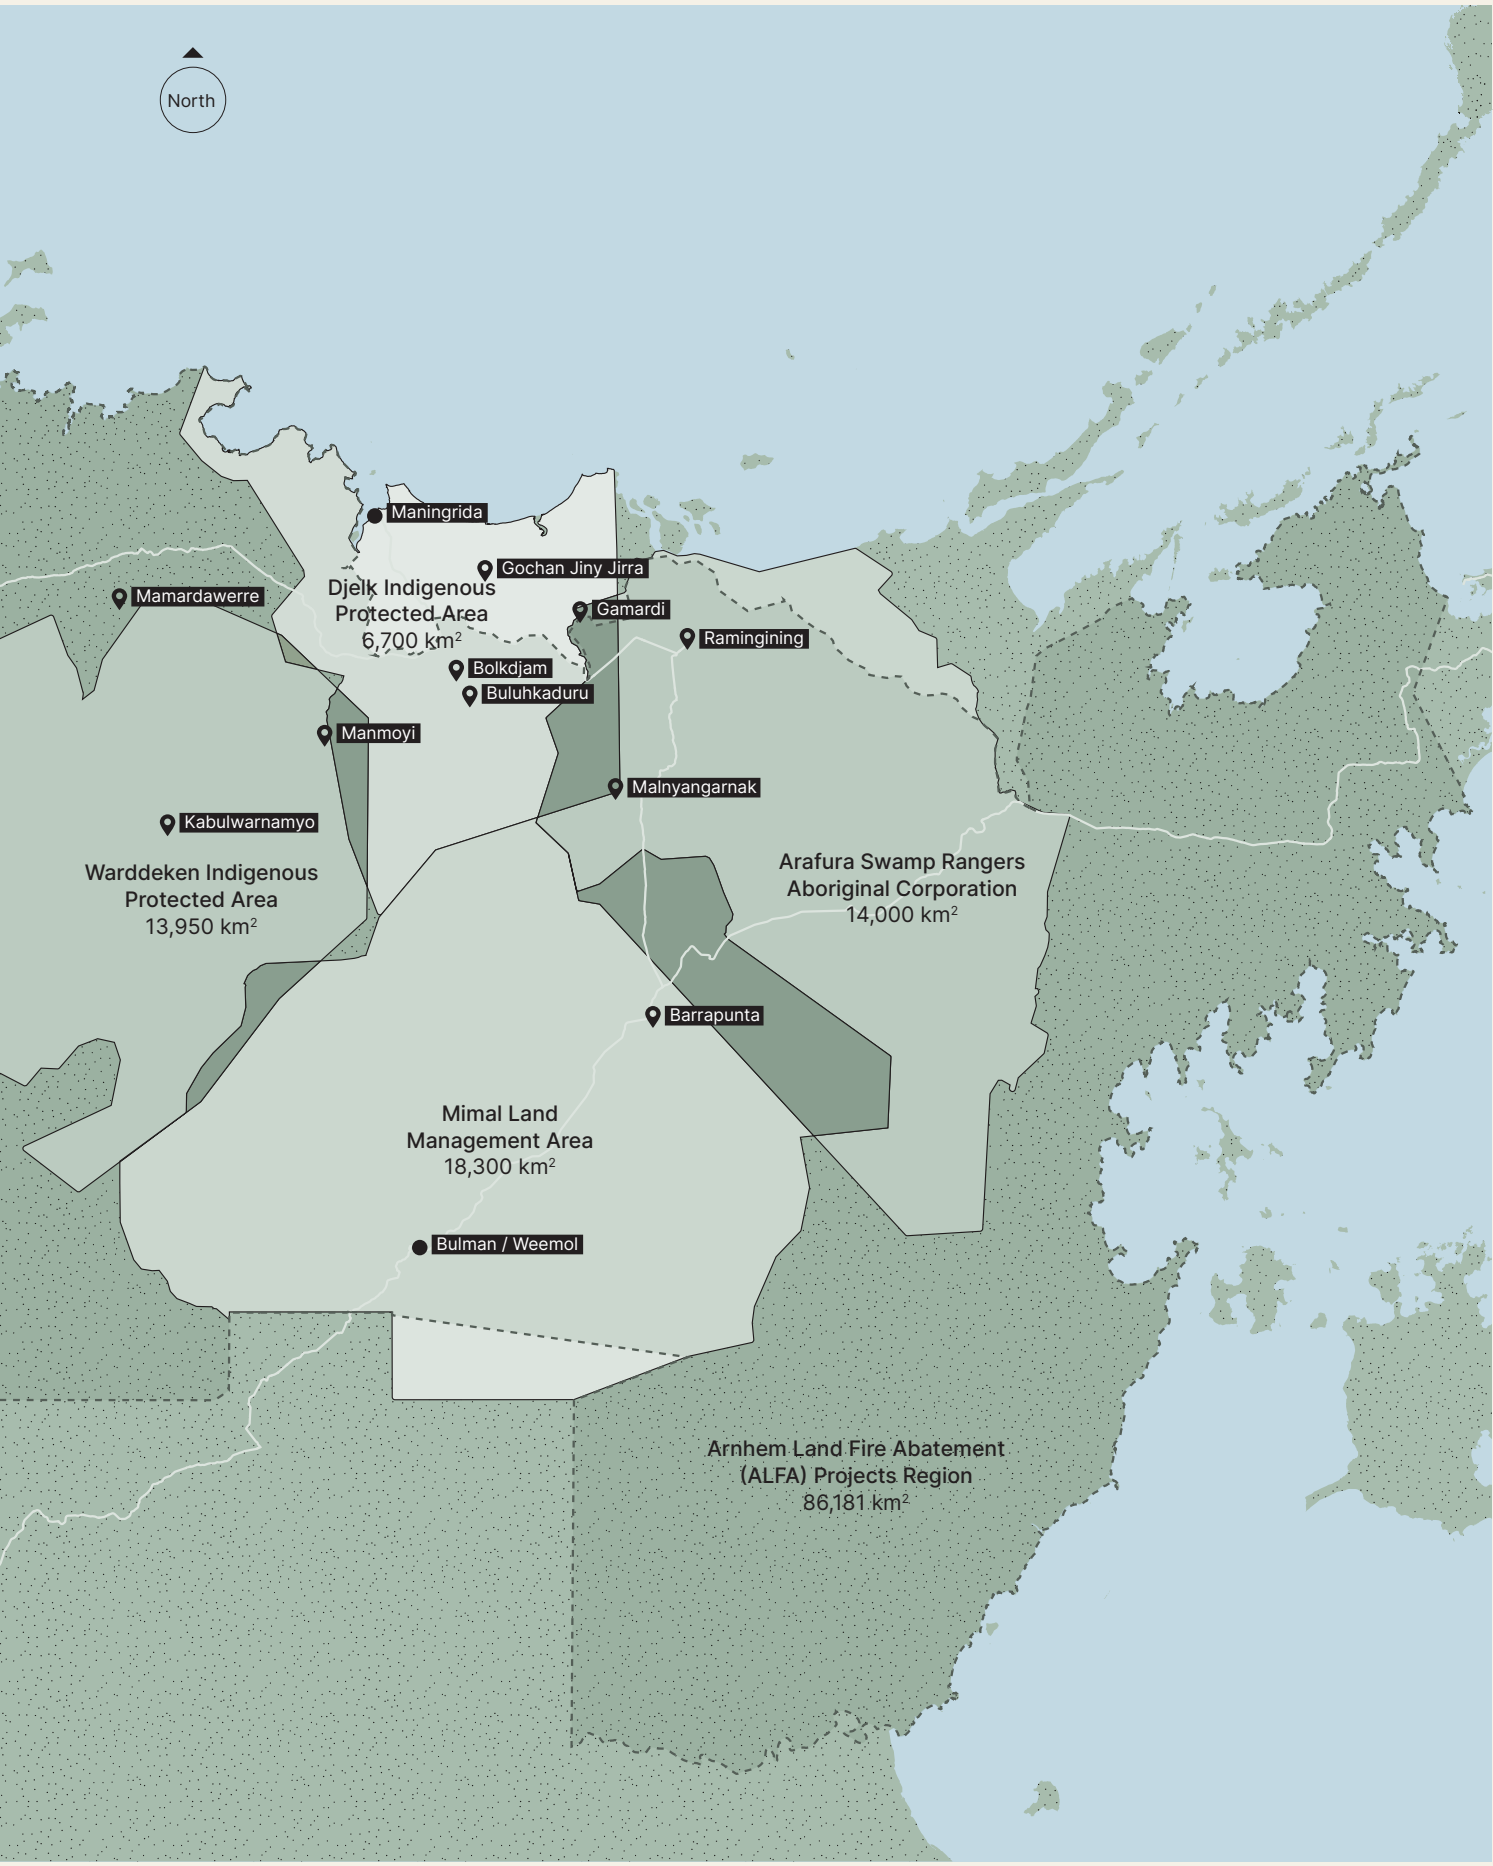 North
Maningrida
Gochan Jiny Jirra
Djelk Indigenous
Protected Area
6,700 km²
Mamardawerre
Gamardi
Ramingining
Bolkdjam
Buluhkaduru
Manmoyi
Malnyangarnak
Kabulwarnamyo
Warddeken Indigenous
Protected Area
13,950 km²
Arafura Swamp Rangers
Aboriginal Corporation
14,000 km²
Barrapunta
Mimal Land
Management Area
18,300 km²
Bulman / Weemol
Arnhem Land Fire Abatement
(ALFA) Projects Region
86,181 km²